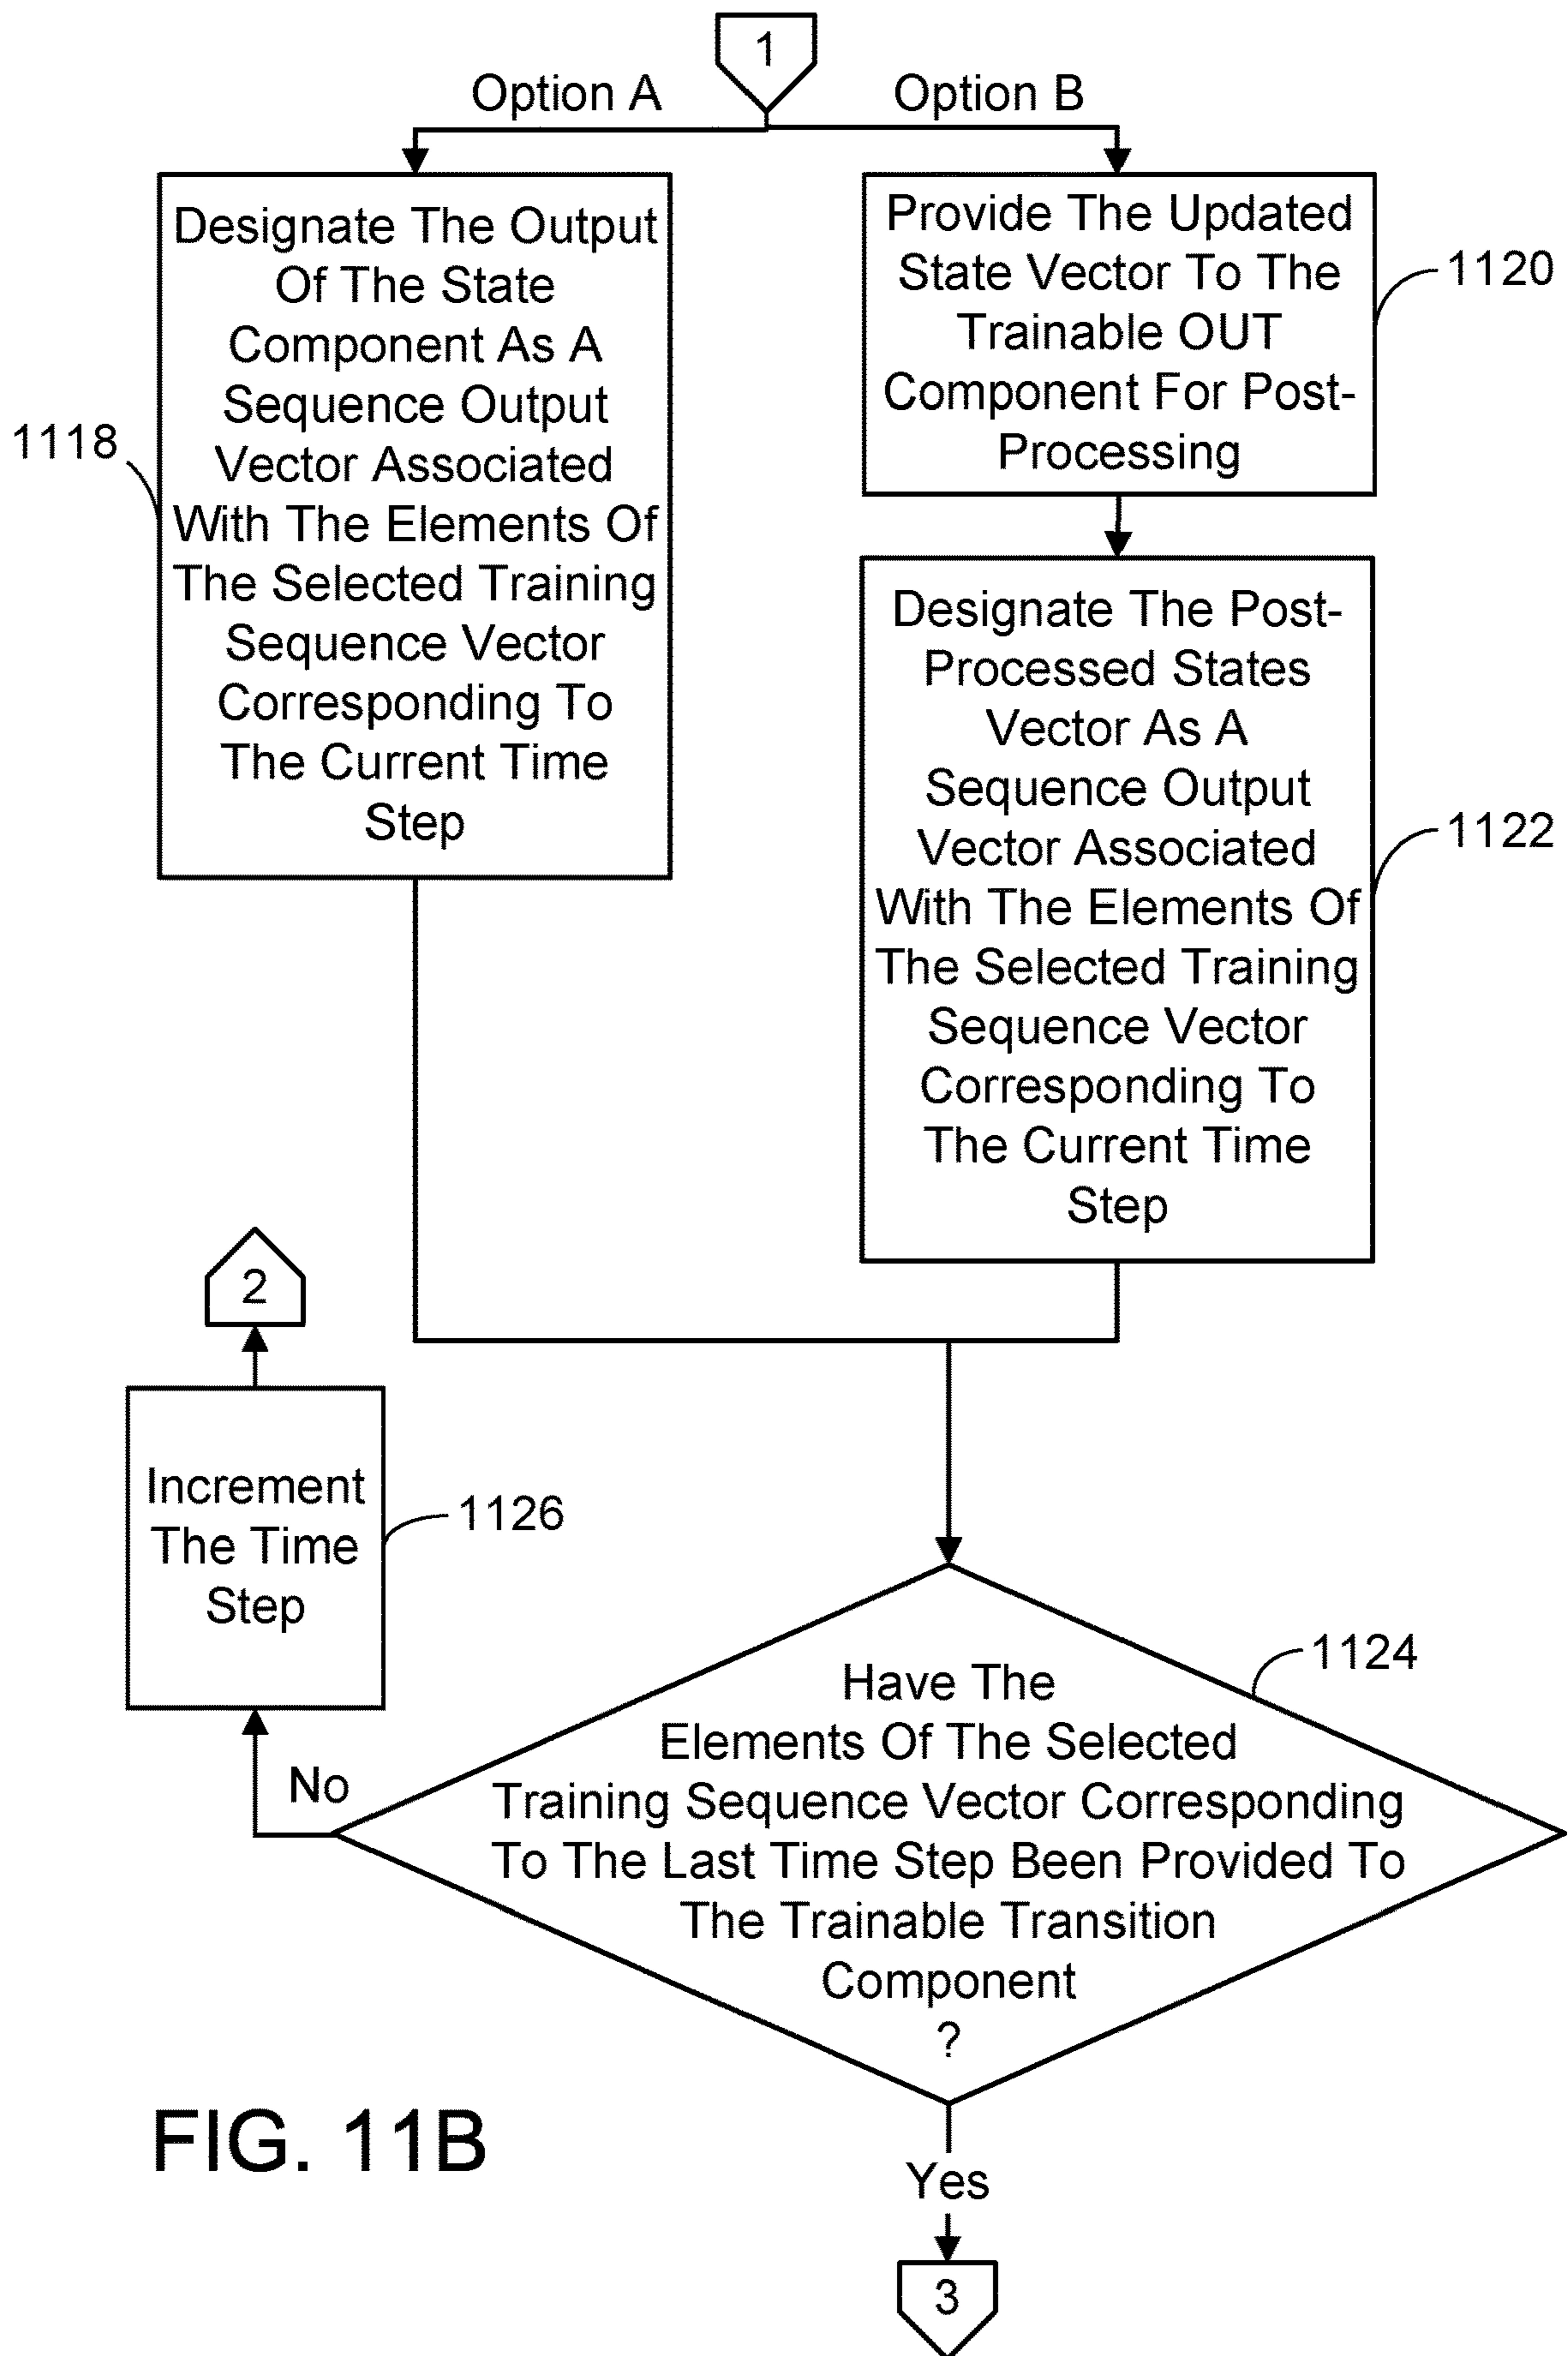 1
Option A
Option B
Designate The Output
Of The State
Component As A
Sequence Output
Vector Associated
With The Elements Of
The Selected Training
Sequence Vector
Corresponding To
The Current Time
Step
1118
Provide The Updated
State Vector To The
Trainable OUT
Component For Post-
Processing
1120
Designate The Post-
Processed States
Vector As A
Sequence Output
Vector Associated
With The Elements Of
The Selected Training
Sequence Vector
Corresponding To
The Current Time
Step
1122
2
Increment
The Time
Step
1126
No
Have The
Elements Of The Selected
Training Sequence Vector Corresponding
To The Last Time Step Been Provided To
The Trainable Transition
Component
?
1124
Yes
3
FIG. 11B